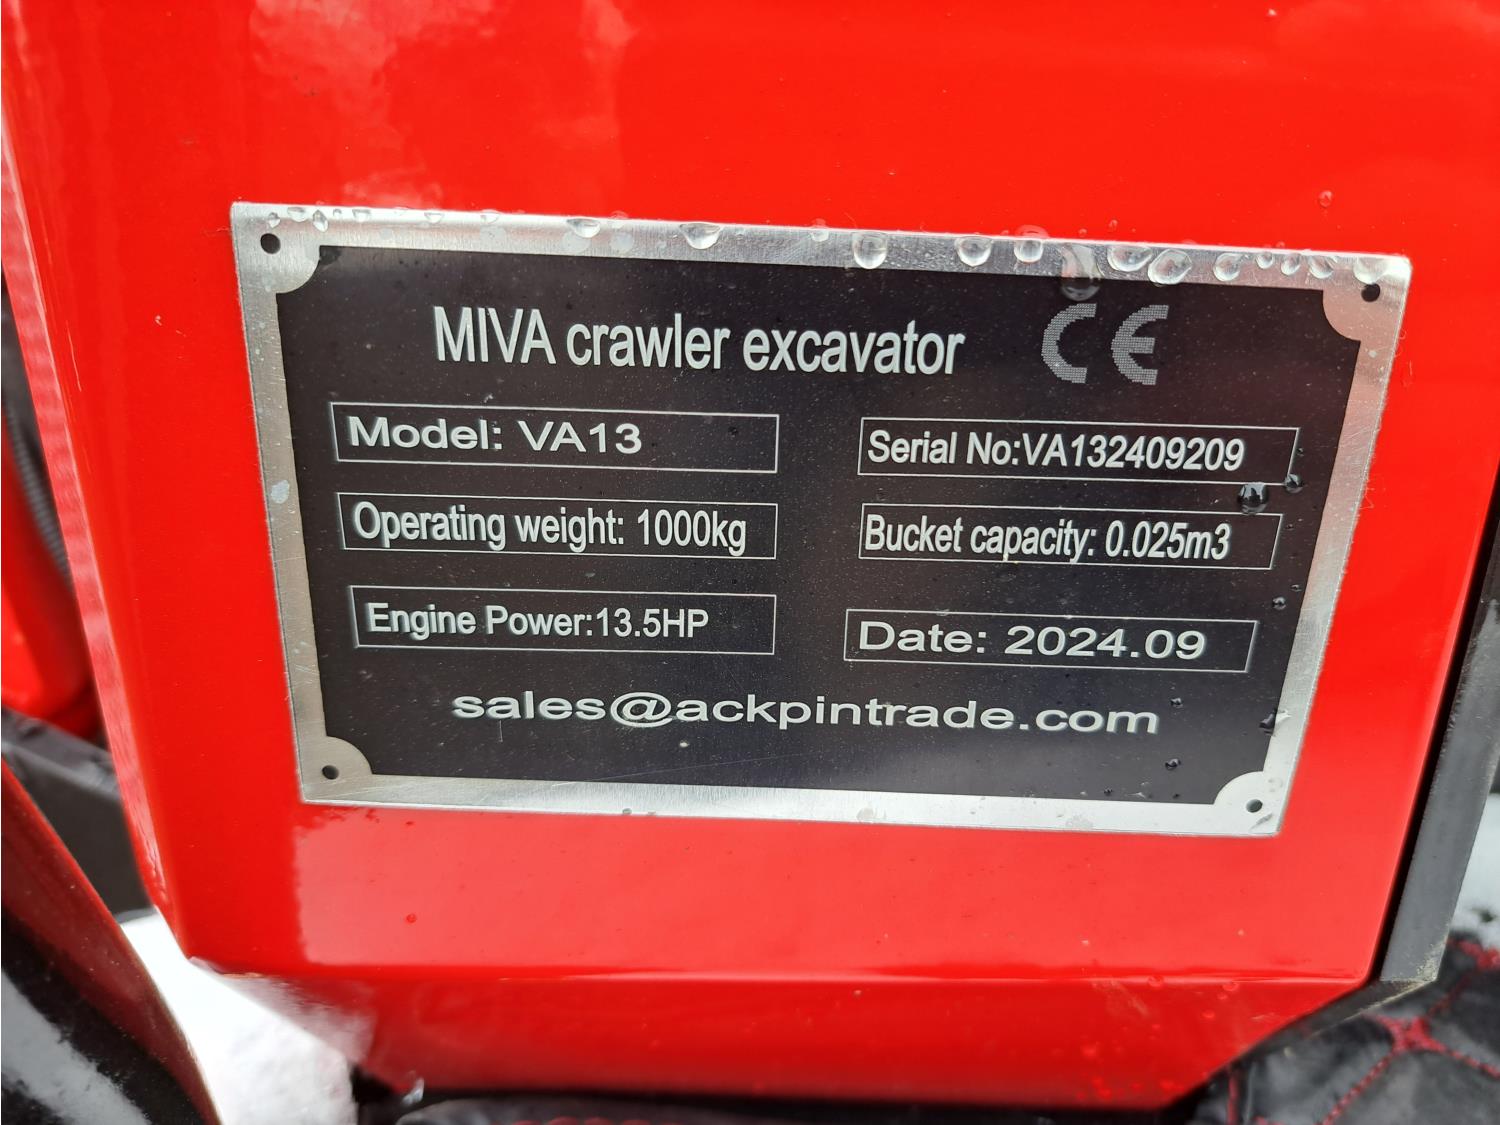 MIVA crawler excavator CE
Model: VA13
Serial No:VA132409209
Operating weight: 1000kg
Bucket capacity: 0.025m3
Engine Power:13.5HP
Date: 2024.09
sales@ackpintrade.com